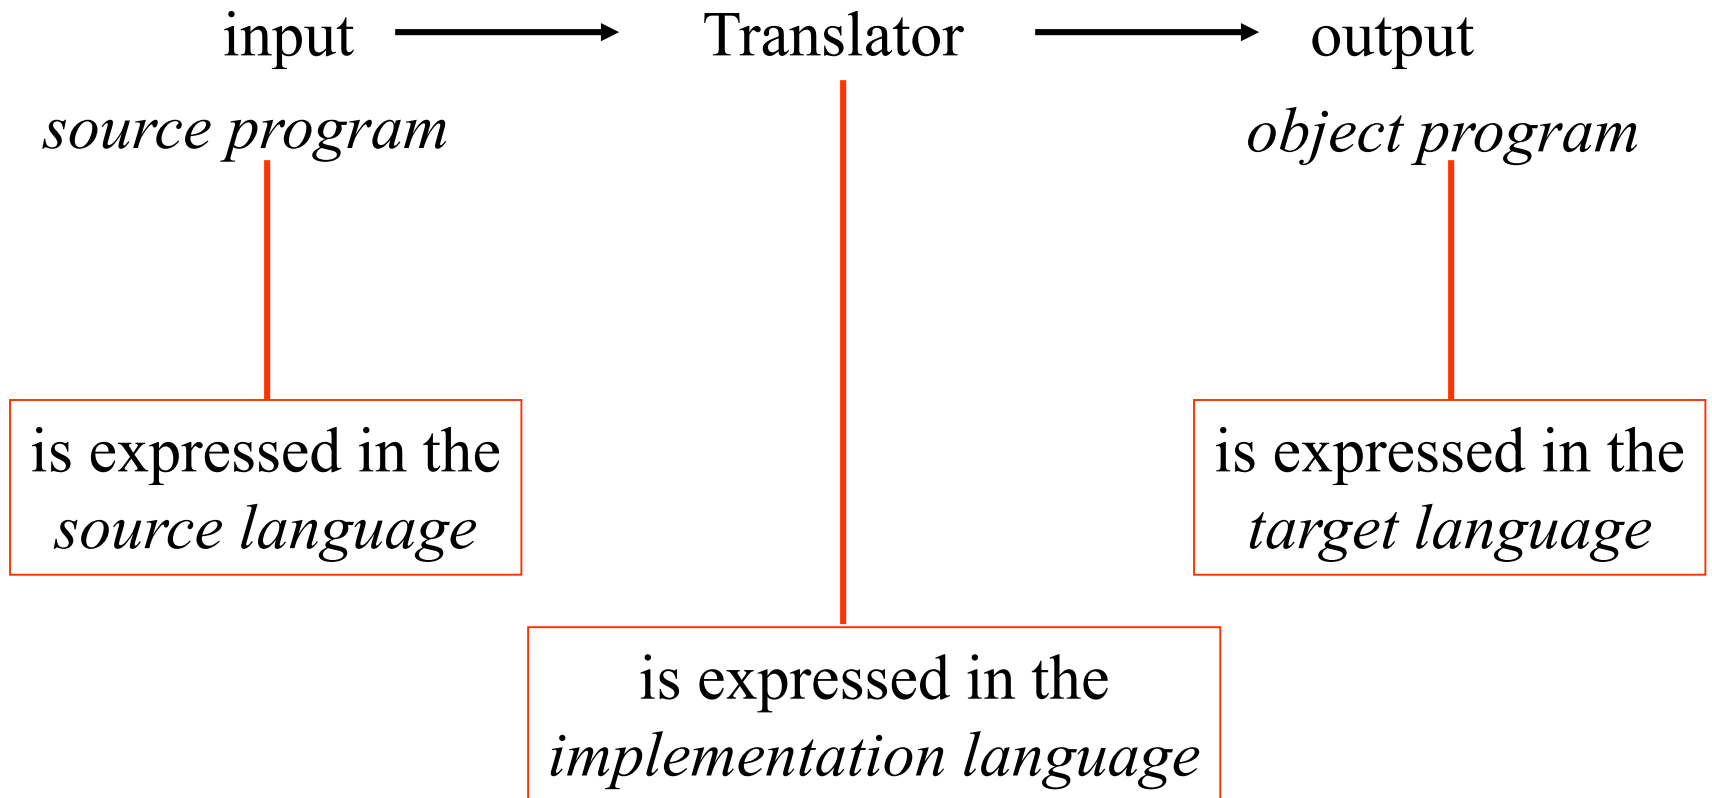 input Translator output
source program object program
is expressed in the
source language
is expressed in the
target language
is expressed in the
implementation language